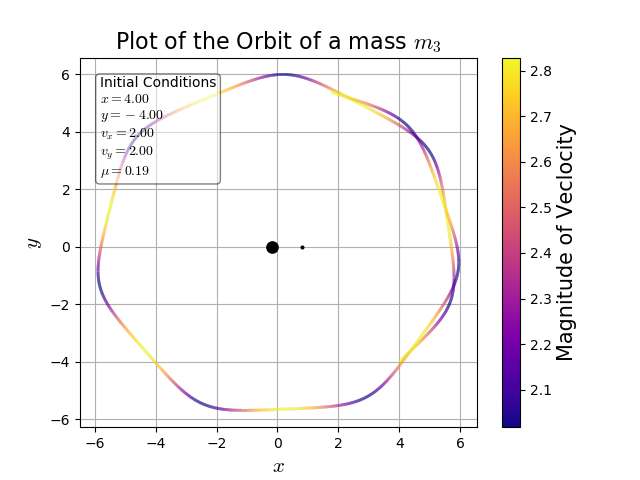 Plot of the Orbit of a mass m₃
Initial Conditions
x = 4.00
y = − 4.00
vₓ = 2.00
v_y = 2.00
μ = 0.19
6
4
2
0
−2
−4
−6
y
−6
−4
−2
0
2
4
6
x
2.8
2.7
2.6
2.5
2.4
2.3
2.2
2.1
Magnitude of Veclocity